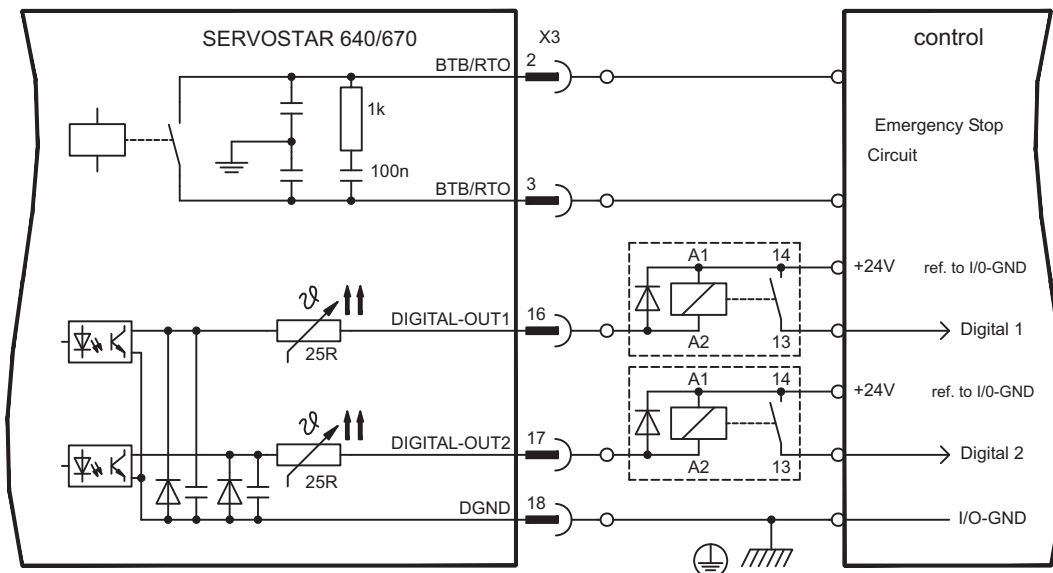 SERVOSTAR 640/670
X3
control
BTB/RTO
2
1k
100n
Emergency Stop
Circuit
BTB/RTO
3
A1
14
+24V
ref. to I/0-GND
ϑ
DIGITAL-OUT1
16
25R
A2
13
Digital 1
A1
14
+24V
ref. to I/0-GND
ϑ
DIGITAL-OUT2
17
25R
A2
13
Digital 2
DGND
18
I/O-GND